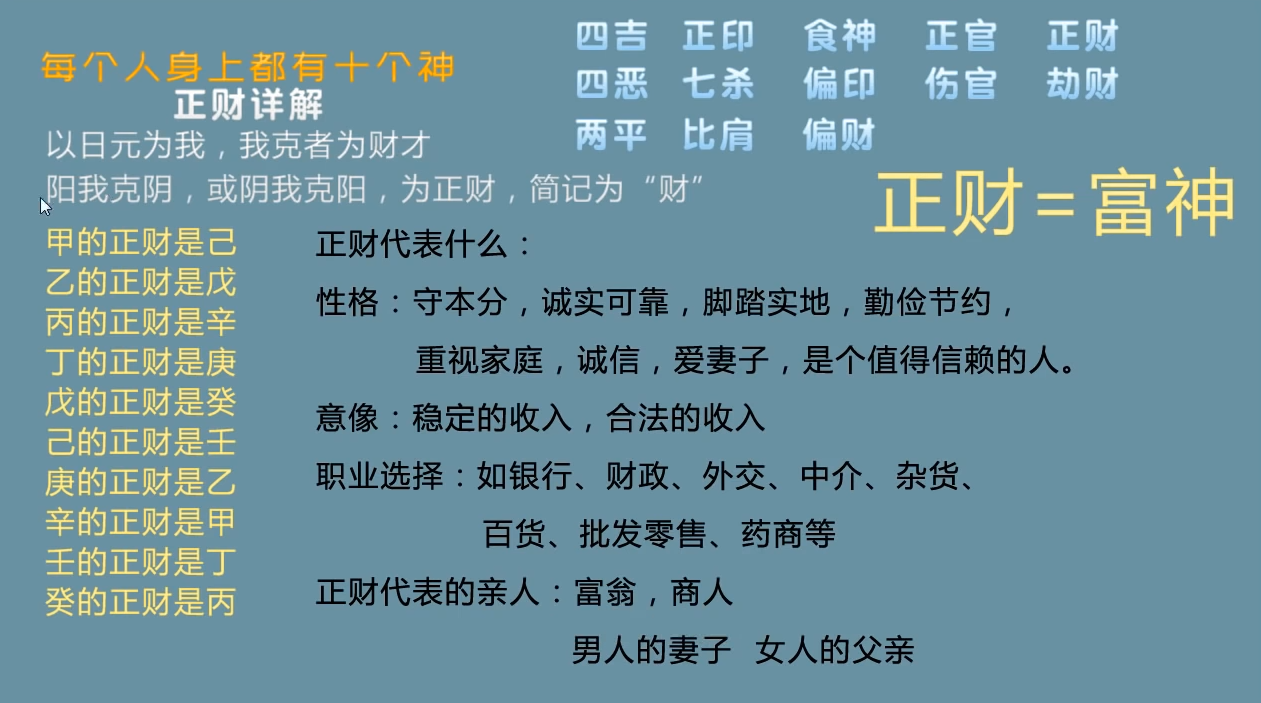 每个人身上都有十个神
正财详解
以日元为我，我克者为财才
阳我克阴，或阴我克阳，为正财，简记为“财”
四吉 正印 食神 正官 正财
四恶 七杀 偏印 伤官 劫财
两平 比肩 偏财
正财=富神
甲的正财是己
乙的正财是戊
丙的正财是辛
丁的正财是庚
戊的正财是癸
己的正财是壬
庚的正财是乙
辛的正财是甲
壬的正财是丁
癸的正财是丙
正财代表什么：
性格：守本分，诚实可靠，脚踏实地，勤俭节约，
重视家庭，诚信，爱妻子，是个值得信赖的人。
意像：稳定的收入，合法的收入
职业选择：如银行、财政、外交、中介、杂货、
百货、批发零售、药商等
正财代表的亲人：富翁，商人
男人的妻子 女人的父亲